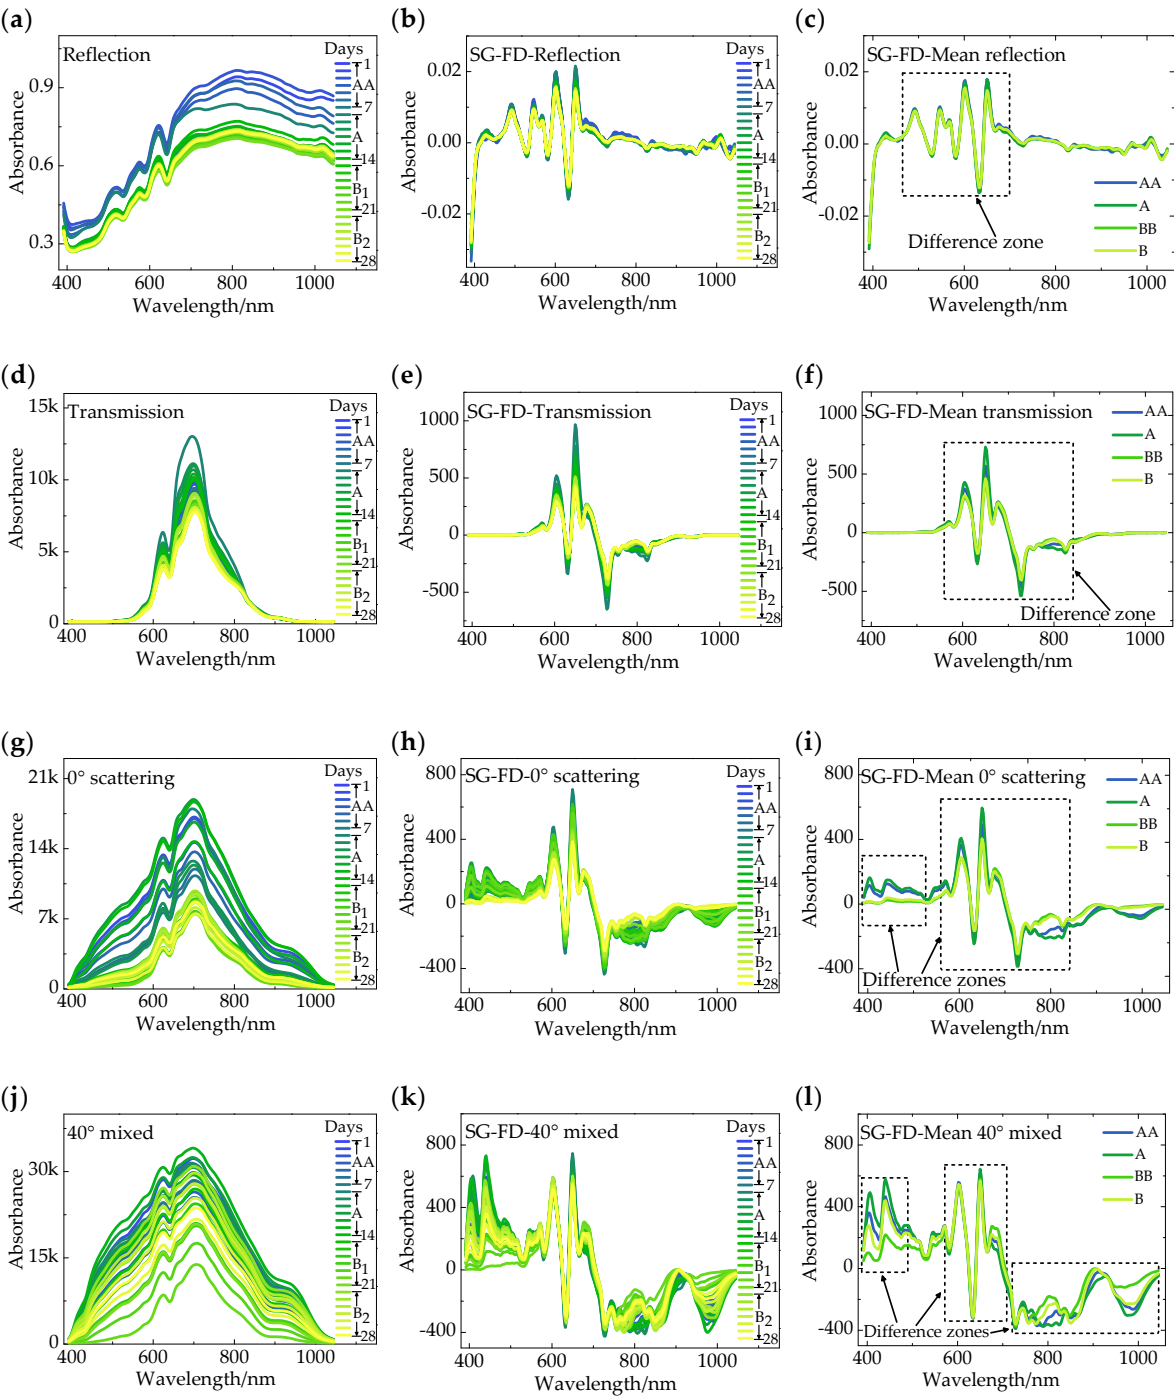 (a)
Reflection
Days
1
AA
7
A
14
B1
21
B2
28
0.9
0.6
0.3
Absorbance
400 600 800 1000
Wavelength/nm
(b)
SG-FD-Reflection
Days
1
AA
7
A
14
B1
21
B2
28
0.02
0.00
-0.02
Absorbance
400 600 800 1000
Wavelength/nm
(c)
SG-FD-Mean reflection
0.02
0.00
-0.02
Absorbance
AA
A
BB
B
Difference zone
400 600 800 1000
Wavelength/nm
(d)
Transmission
Days
1
AA
7
A
14
B1
21
B2
28
15k
10k
5k
0
Absorbance
400 600 800 1000
Wavelength/nm
(e)
SG-FD-Transmission
Days
1
AA
7
A
14
B1
21
B2
28
1000
500
0
-500
Absorbance
400 600 800 1000
Wavelength/nm
(f)
SG-FD-Mean transmission
1000
500
0
-500
Absorbance
AA
A
BB
B
Difference zone
400 600 800 1000
Wavelength/nm
(g)
0° scattering
Days
1
AA
7
A
14
B1
21
B2
28
21k
14k
7k
0
Absorbance
400 600 800 1000
Wavelength/nm
(h)
SG-FD-0° scattering
Days
1
AA
7
A
14
B1
21
B2
28
800
400
0
-400
Absorbance
400 600 800 1000
Wavelength/nm
(i)
SG-FD-Mean 0° scattering
800
400
0
-400
Absorbance
AA
A
BB
B
Difference zones
400 600 800 1000
Wavelength/nm
(j)
40° mixed
Days
1
AA
7
A
14
B1
21
B2
28
30k
15k
0
Absorbance
400 600 800 1000
Wavelength/nm
(k)
SG-FD-40° mixed
Days
1
AA
7
A
14
B1
21
B2
28
800
400
0
-400
Absorbance
400 600 800 1000
Wavelength/nm
(l)
SG-FD-Mean 40° mixed
800
400
0
-400
Absorbance
AA
A
BB
B
Difference zones
400 600 800 1000
Wavelength/nm